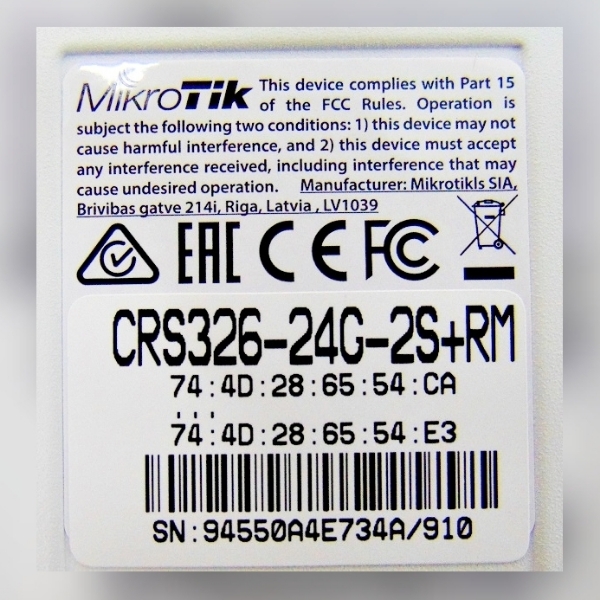 MikroTik This device complies with Part 15
of the FCC Rules. Operation is
subject the following two conditions: 1) this device may not
cause harmful interference, and 2) this device must accept
any interference received, including interference that may
cause undesired operation. Manufacturer: Mikrotikls SIA,
Brivibas gatve 214i, Riga, Latvia , LV1039
EAC CE FC
CRS326-24G-2S+RM
74:4D:28:65:54:CA
...
74:4D:28:65:54:E3
SN:94550A4E734A/910